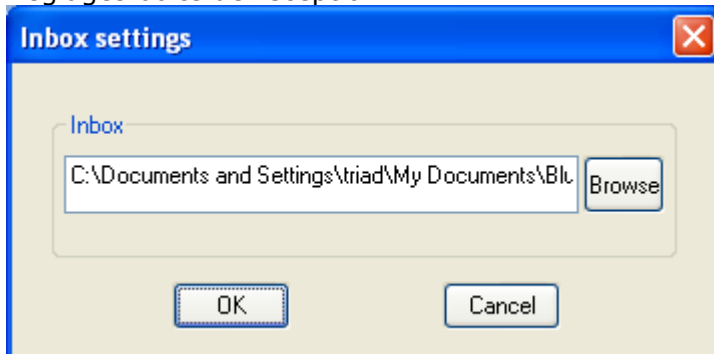 Inbox settings
Inbox
C:\Documents and Settings\triad\My Documents\Blu
Browse
OK
Cancel